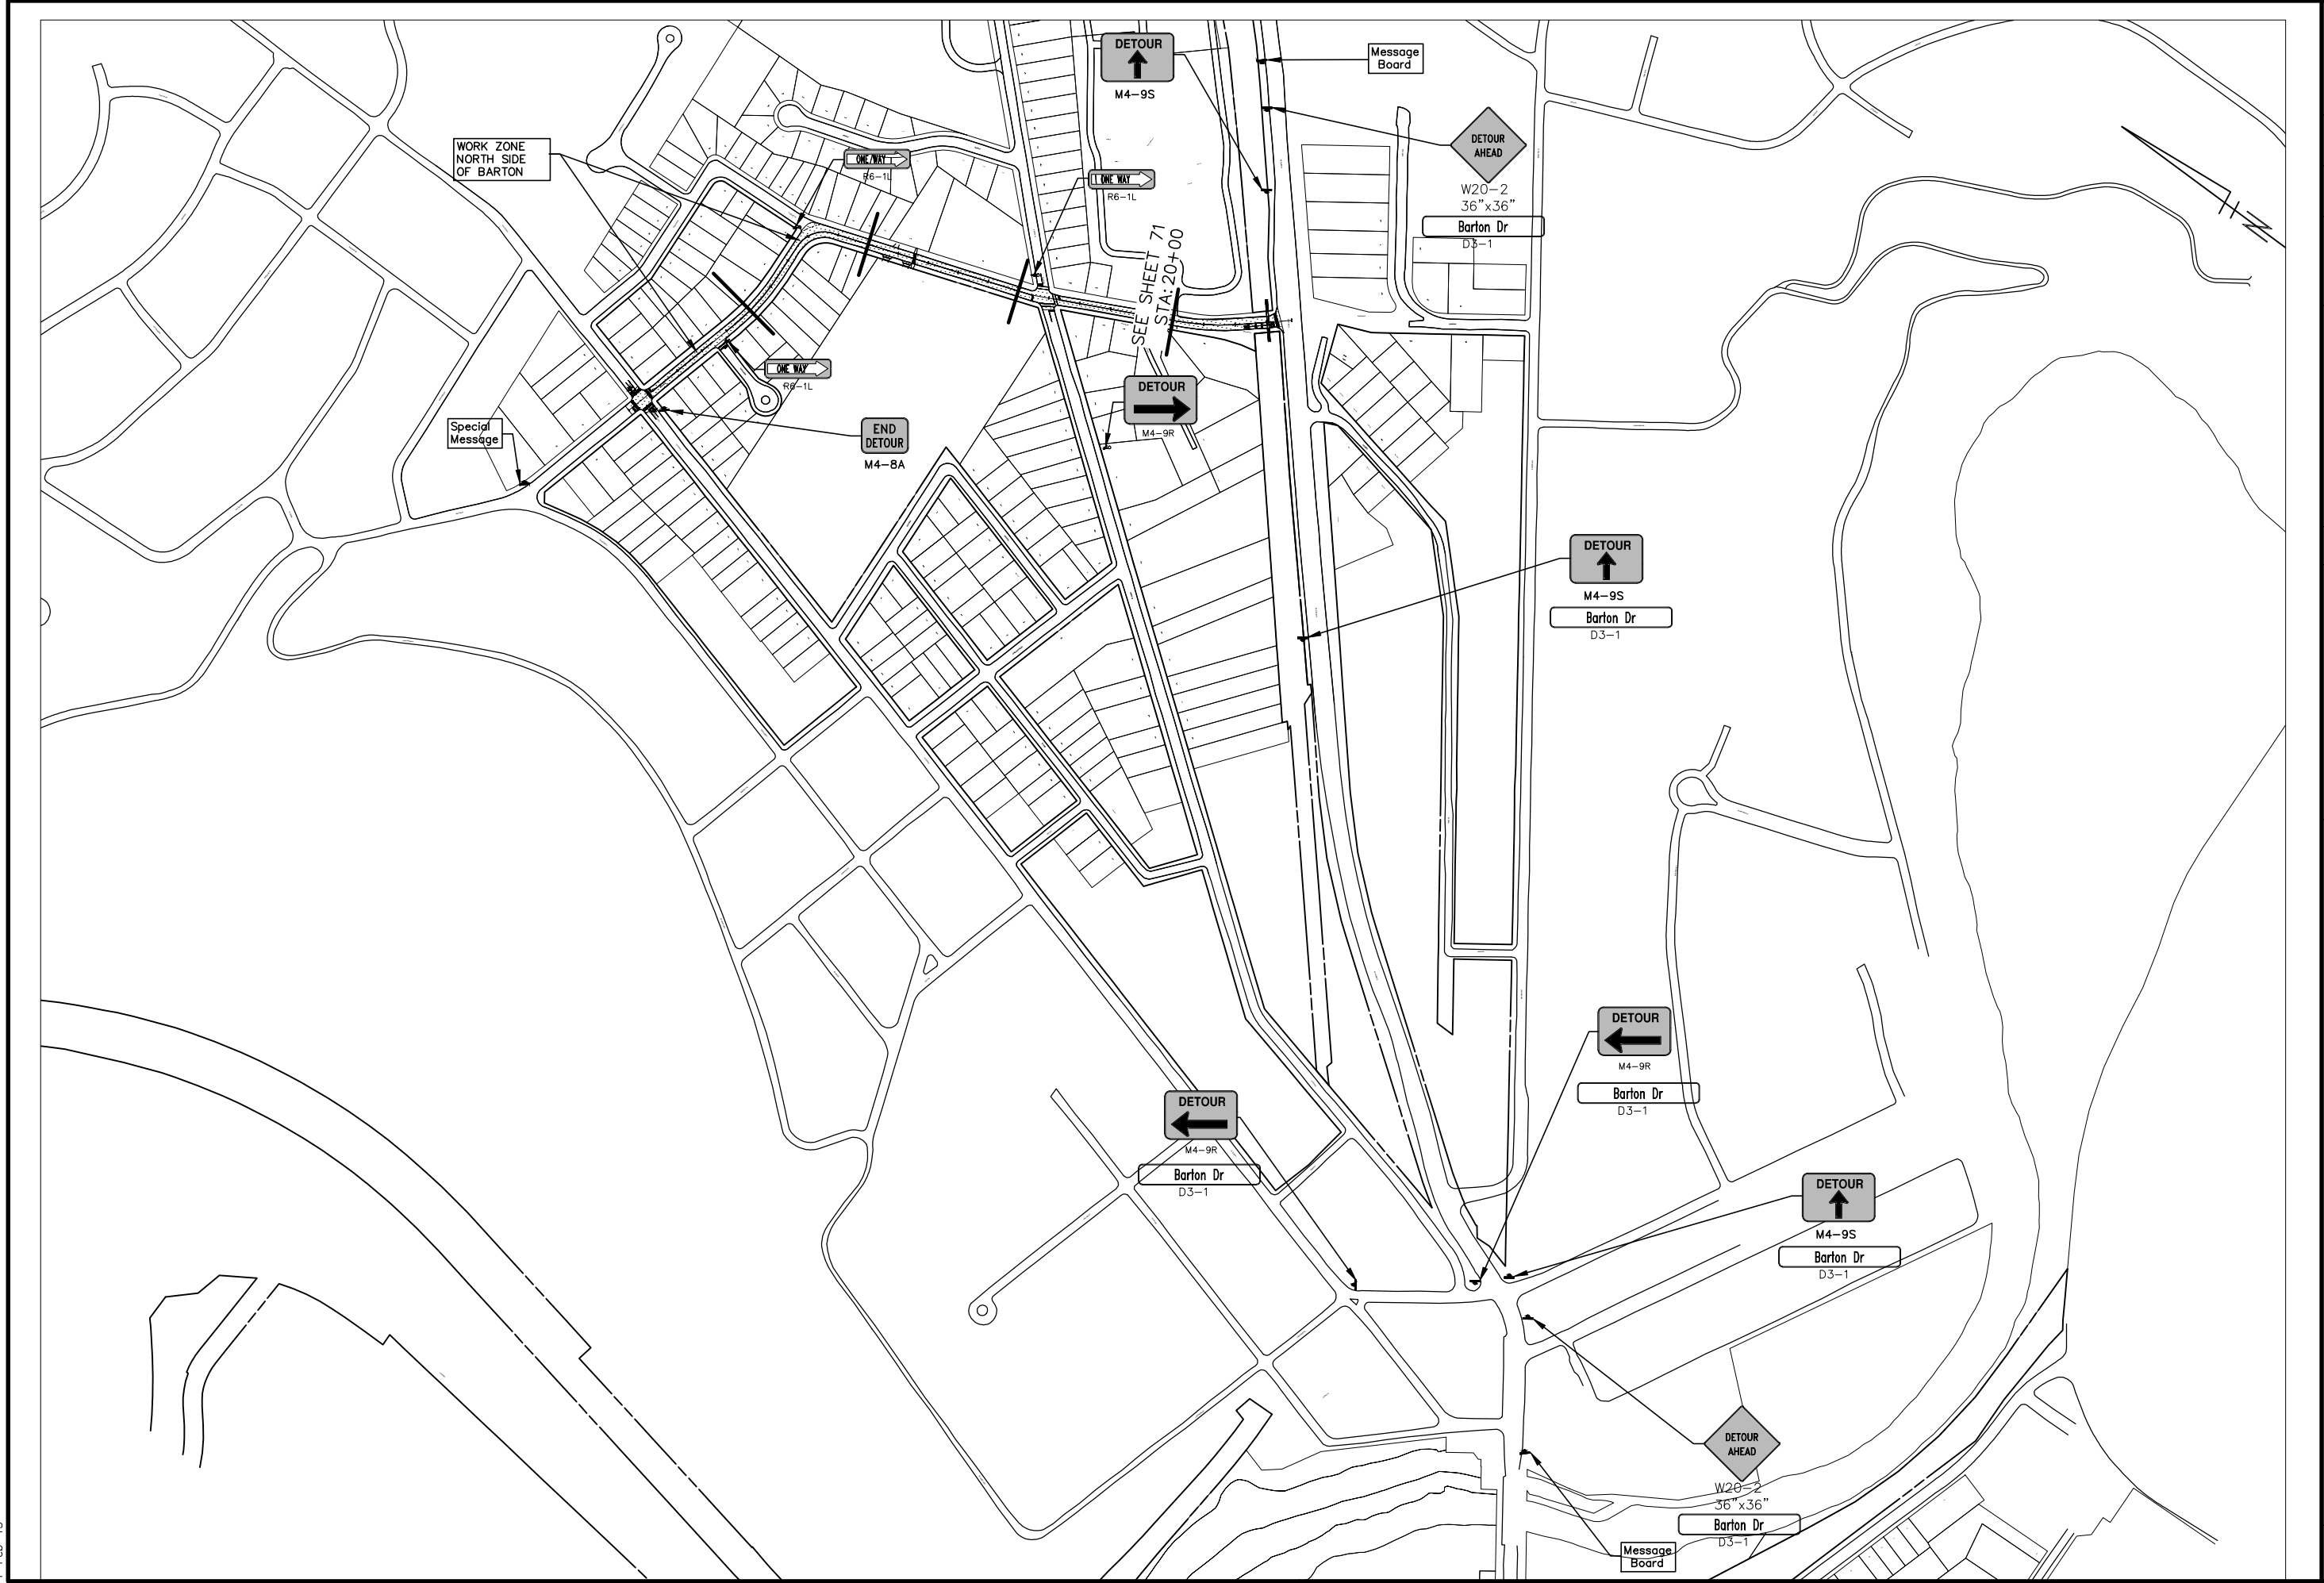 DETOUR
M4-9S
Message
Board
DETOUR
AHEAD
W20-2
36"x36"
Barton Dr
D3-1
WORK ZONE
NORTH SIDE
OF BARTON
ONE WAY
R6-1L
ONE WAY
R6-1L
SEE SHEET 71
STA: 20+00
ONE WAY
R6-1L
DETOUR
M4-9R
Special
Message
END
DETOUR
M4-8A
DETOUR
M4-9S
Barton Dr
D3-1
DETOUR
M4-9R
Barton Dr
D3-1
DETOUR
M4-9R
Barton Dr
D3-1
DETOUR
M4-9S
Barton Dr
D3-1
DETOUR
AHEAD
W20-2
36"x36"
Barton Dr
D3-1
Message
Board
N